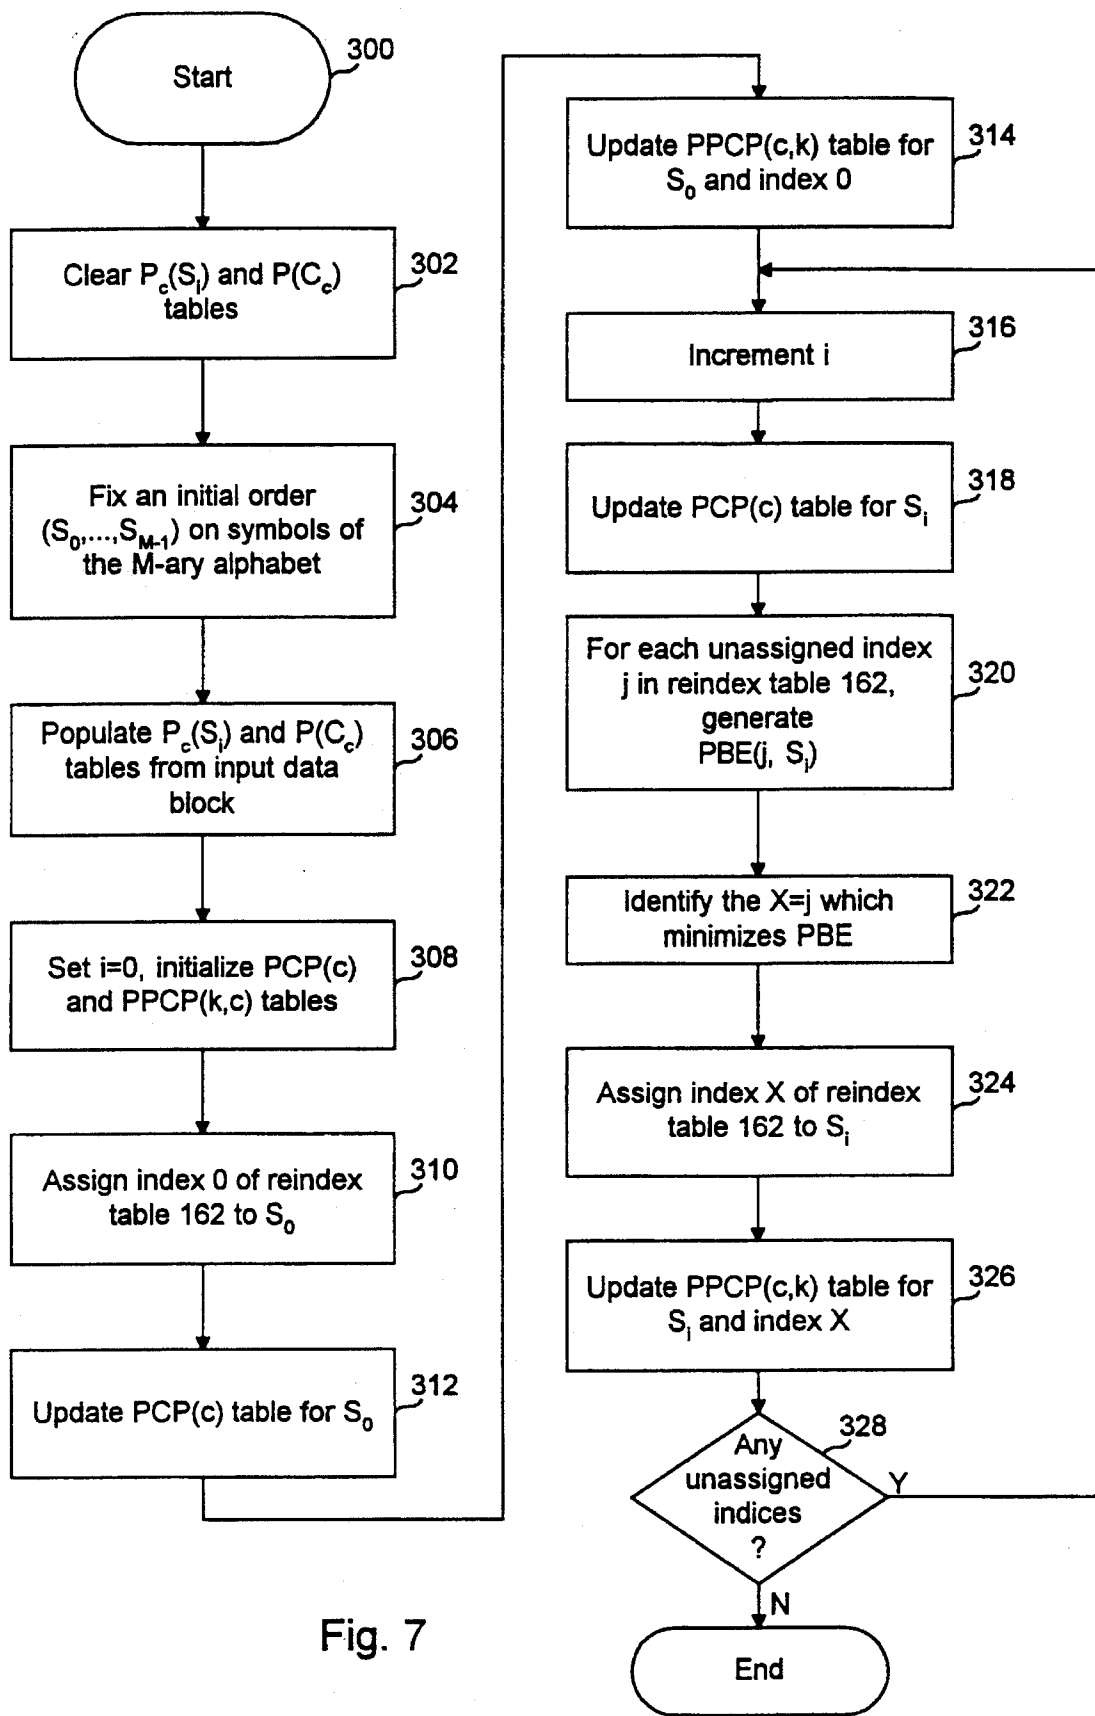 Start
300
Clear P_c(S_i) and P(C_c)
tables
302
Fix an initial order
(S_0,...,S_M-1) on symbols of
the M-ary alphabet
304
Populate P_c(S_i) and P(C_c)
tables from input data
block
306
Set i=0, initialize PCP(c)
and PPCP(k,c) tables
308
Assign index 0 of reindex
table 162 to S_0
310
Update PCP(c) table for S_0
312
Update PPCP(c,k) table for
S_0 and index 0
314
Increment i
316
Update PCP(c) table for S_i
318
For each unassigned index
j in reindex table 162,
generate
PBE(j, S_i)
320
Identify the X=j which
minimizes PBE
322
Assign index X of reindex
table 162 to S_i
324
Update PPCP(c,k) table for
S_i and index X
326
Any
unassigned
indices
?
328
Y
N
End
Fig. 7